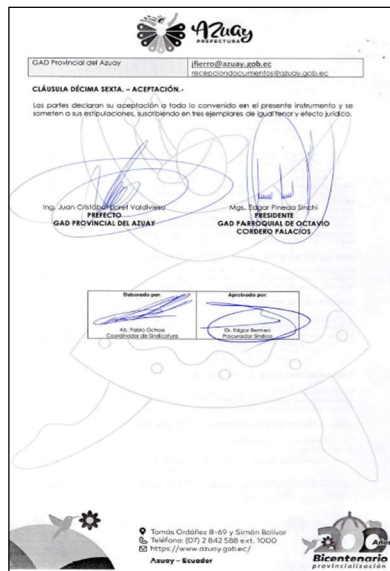 Azuay
PREFECTURA
GAD Provincial del Azuay
jfierro@azuay.gob.ec
recepciondocumentos@azuay.gob.ec
CLÁUSULA DÉCIMA SEXTA. – ACEPTACIÓN.-
Las partes declaran su aceptación a todo lo convenido en el presente instrumento y se
someten a sus estipulaciones, suscribiendo en tres ejemplares de igual tenor y efecto jurídico.
Ing. Juan Cristóbal Lloret Valdivieso
PREFECTO
GAD PROVINCIAL DEL AZUAY
Mgs. Edgar Pineda Sinchi
PRESIDENTE
GAD PARROQUIAL DE OCTAVIO
CORDERO PALACIOS
Elaborado por:
Ab. Pablo Ochoa
Coordinador de Sindicatura
Aprobado por:
Dr. Edgar Bermeo
Procurador Síndico
Tomás Ordóñez 8-69 y Simón Bolívar
Teléfono: (07) 2 842 588 ext. 1000
https://www.azuay.gob.ec/
Azuay – Ecuador
200 Años
Bicentenario
provincialización